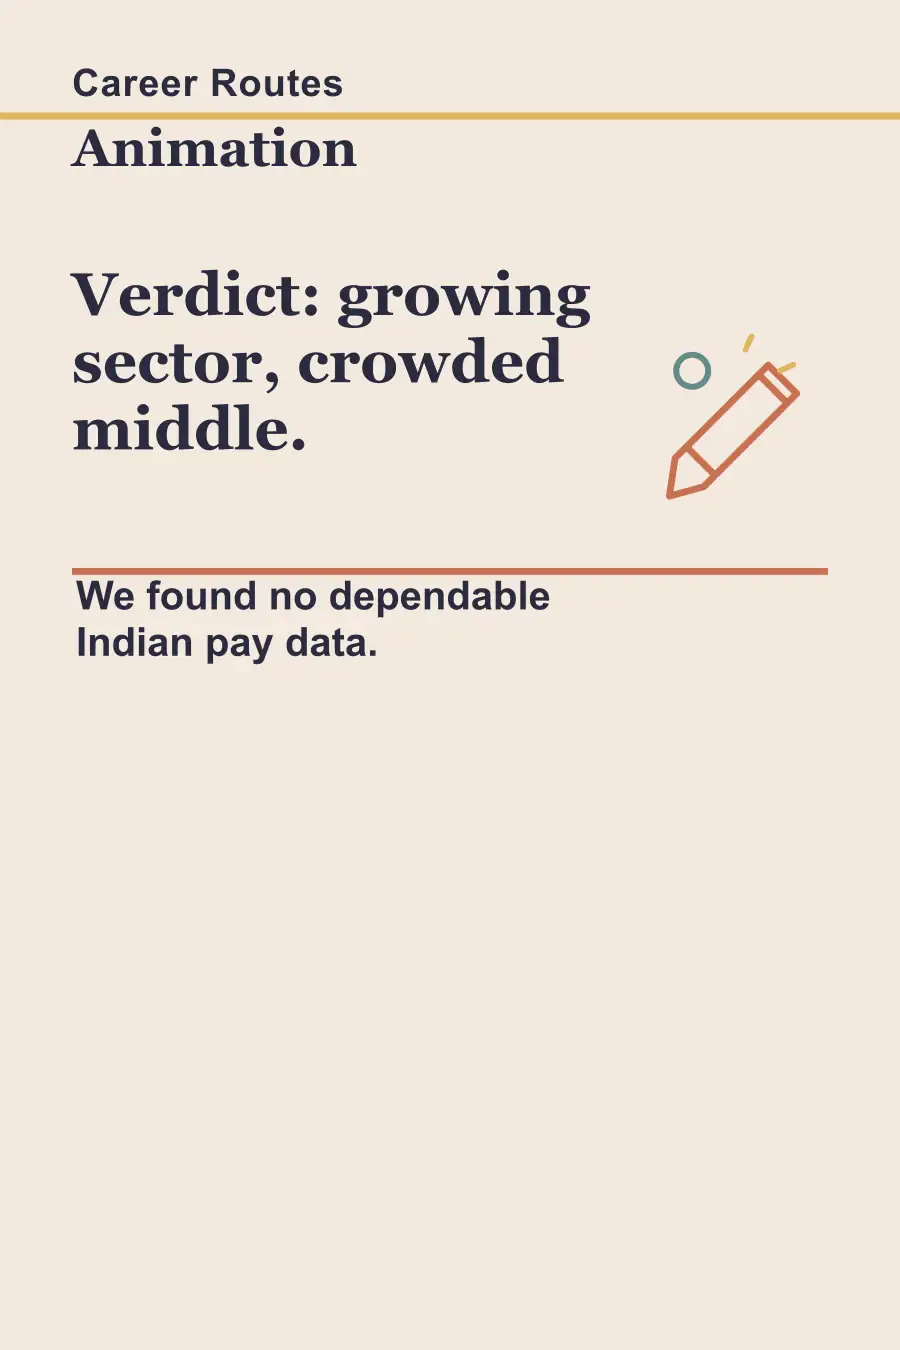 Career Routes
Animation
Verdict: growing
sector, crowded
middle.
We found no dependable
Indian pay data.